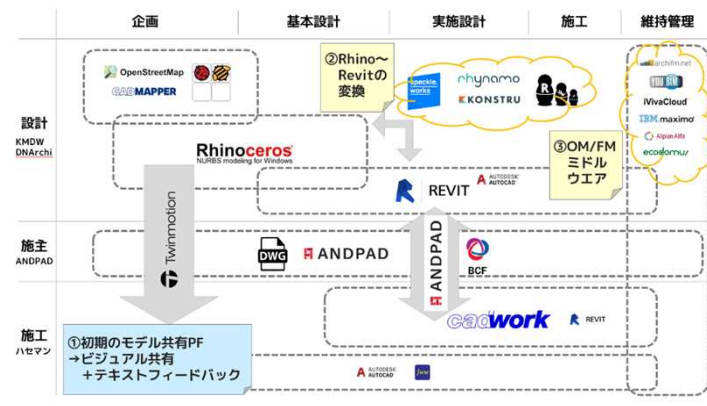 企画
基本設計
実施設計
施工
維持管理
設計
KMDW
DNArchi
OpenStreetMap
CADMAPPER
②Rhino～
Revitの
変換
speckle.
works
rhynamo
KONSTRU
archifm.net
YOUBIM
iVivaCloud
IBM maximo
ecodomus
Rhinoceros
NURBS modeling for Windows
③OM/FM
ミドル
ウエア
REVIT
AUTODESK
AUTOCAD
Twinmotion
施主
ANDPAD
DWG
ANDPAD
ANDPAD
BCF
施工
ハセマン
cadwork
REVIT
①初期のモデル共有PF
→ビジュアル共有
＋テキストフィードバック
AUTODESK
AUTOCAD